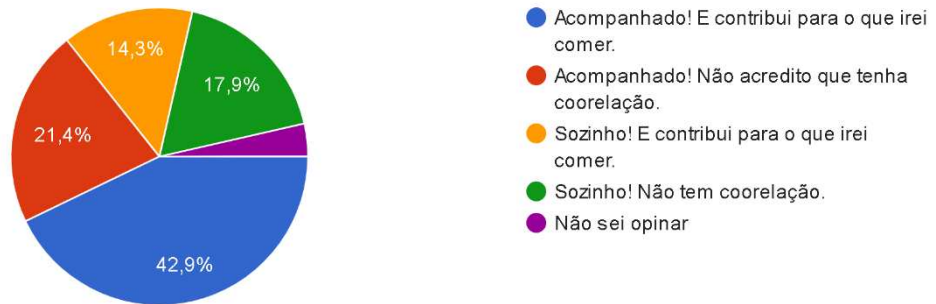 14,3%
17,9%
21,4%
42,9%
Acompanhado! E contribui para o que irei
comer.
Acompanhado! Não acredito que tenha
coorelação.
Sozinho! E contribui para o que irei
comer.
Sozinho! Não tem coorelação.
Não sei opinar